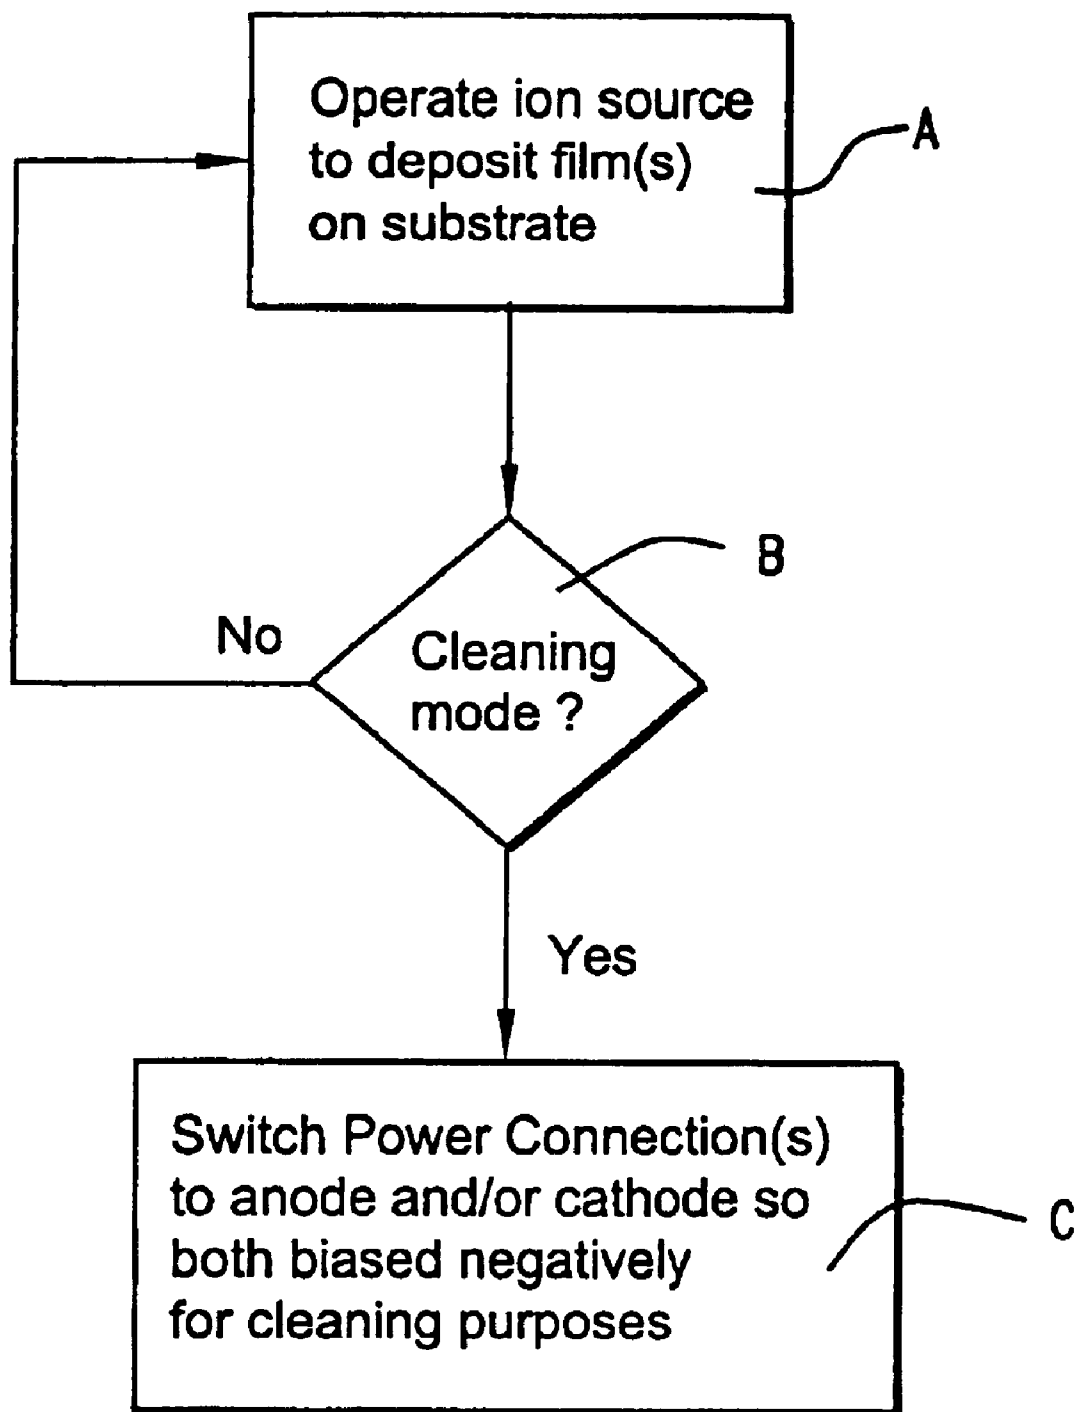 Operate ion source
to deposit film(s)
on substrate
A
B
No
Cleaning
mode ?
Yes
Switch Power Connection(s)
to anode and/or cathode so
both biased negatively
for cleaning purposes
C